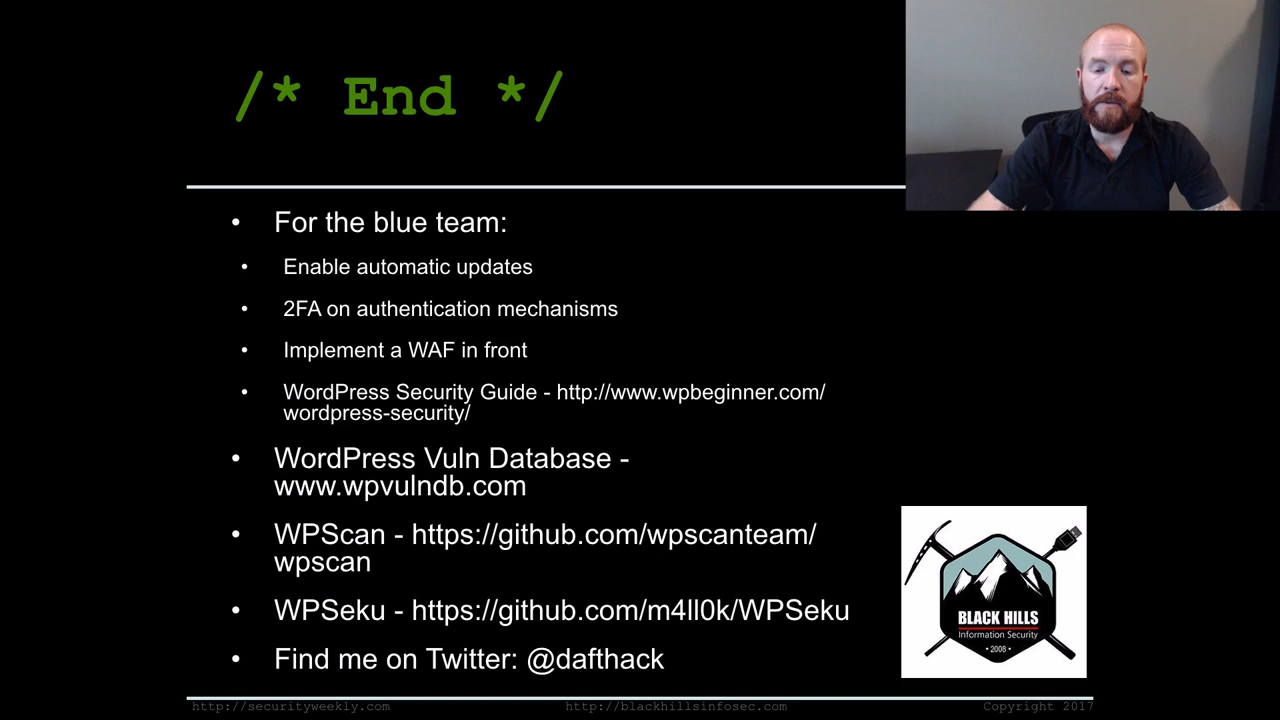 /* End */
• For the blue team:
• Enable automatic updates
• 2FA on authentication mechanisms
• Implement a WAF in front
• WordPress Security Guide - http://www.wpbeginner.com/
wordpress-security/
• WordPress Vuln Database -
www.wpvulndb.com
• WPScan - https://github.com/wpscanteam/
wpscan
• WPSeku - https://github.com/m4ll0k/WPSeku
• Find me on Twitter: @dafthack
BLACK HILLS
Information Security
• 2008 •
http://securityweekly.com http://blackhillsinfosec.com Copyright 2017